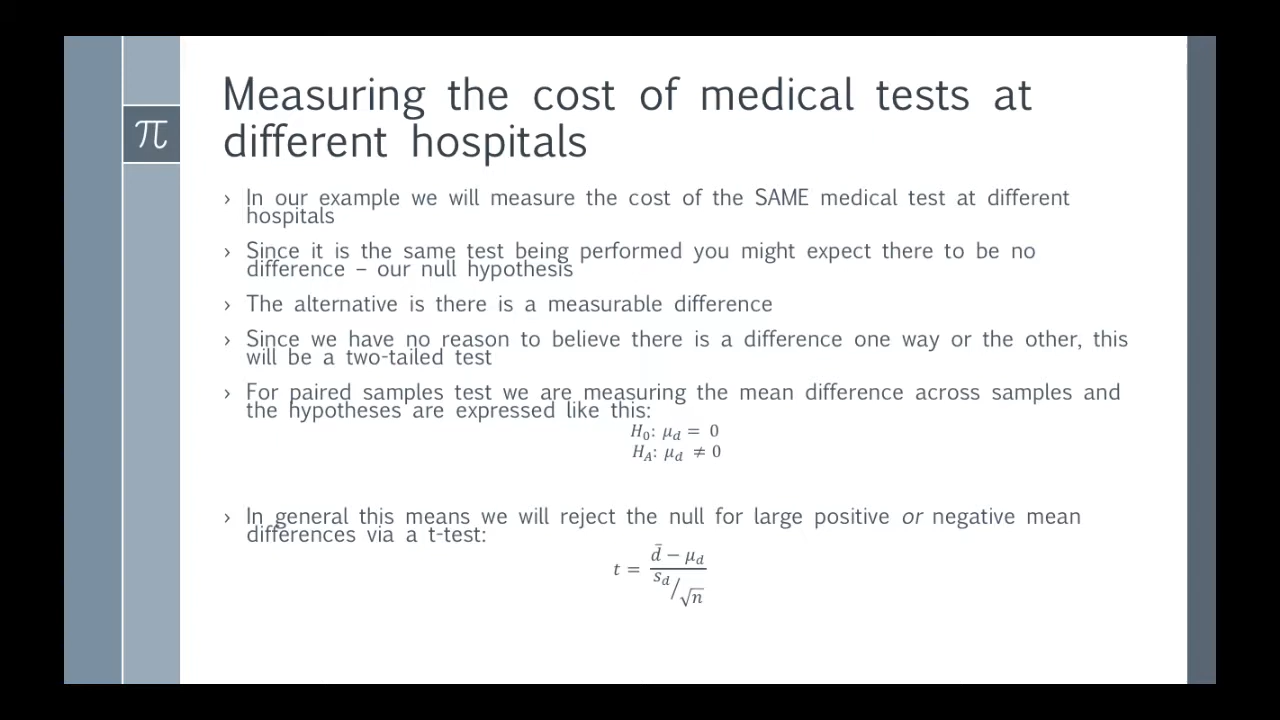 π
Measuring the cost of medical tests at
different hospitals
› In our example we will measure the cost of the SAME medical test at different
hospitals
› Since it is the same test being performed you might expect there to be no
difference – our null hypothesis
› The alternative is there is a measurable difference
› Since we have no reason to believe there is a difference one way or the other, this
will be a two-tailed test
› For paired samples test we are measuring the mean difference across samples and
the hypotheses are expressed like this:
H₀: μ_d = 0
H_A: μ_d ≠ 0
› In general this means we will reject the null for large positive or negative mean
differences via a t-test:
t = (d̄ − μ_d) / (s_d/√n)